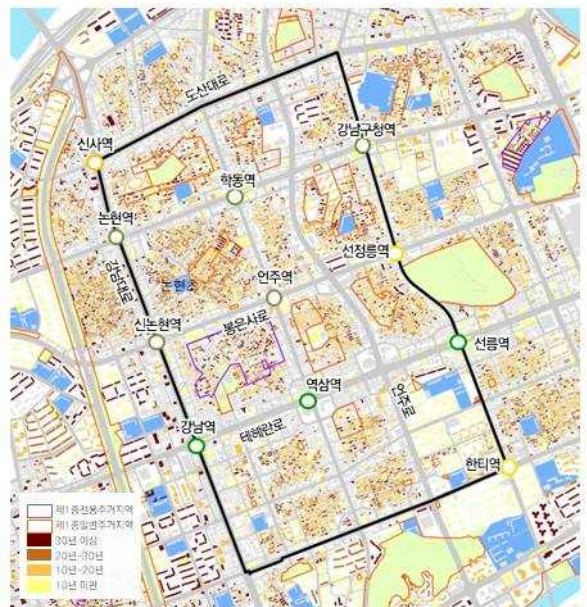 도산대로
강남구청역
신사역
학동역
논현역
선정릉역
강남대로
논현초
언주역
봉은사로
신논현역
선릉역
역삼역
언주로
테헤란로
강남역
한티역
제1종전용주거지역
제1종일반주거지역
30년 이상
20년~30년
10년~20년
10년 미만